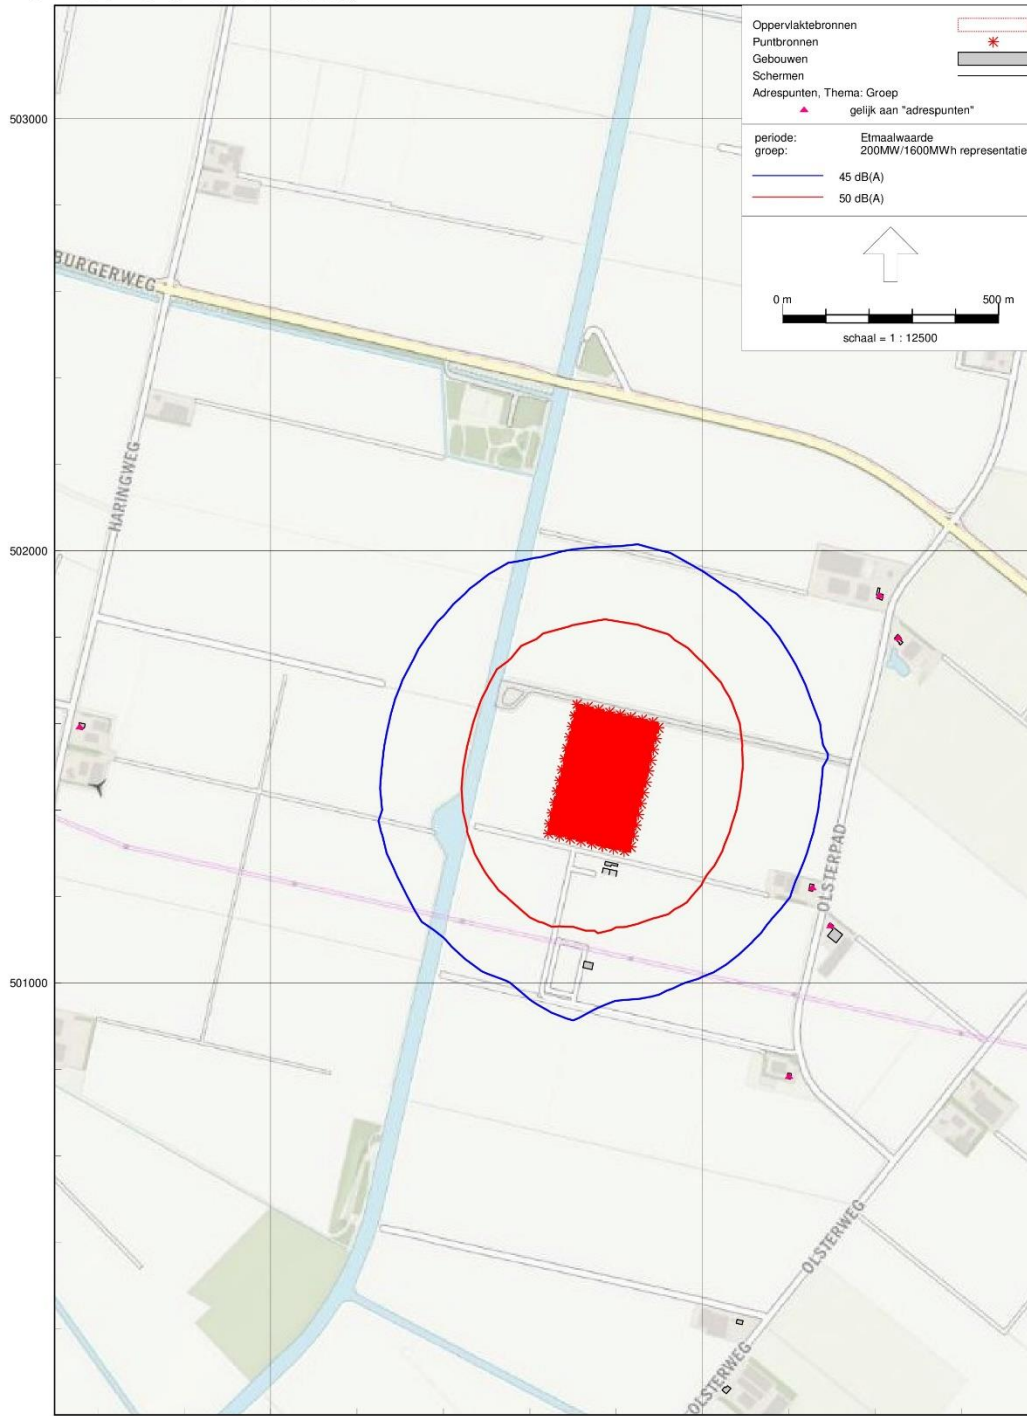 Oppervlaktebronnen
Puntbronnen
Gebouwen
Schermen
Adrespunten, Thema: Groep
gelijk aan "adrespunten"
periode: Etmaalwaarde
groep: 200MW/1600MWh representatie
45 dB(A)
50 dB(A)
0 m 500 m
schaal = 1 : 12500
503000
BURGERWEG
HARINGWEG
502000
OLSTERPAD
501000
OLSTERWEG
OLSTERWEG